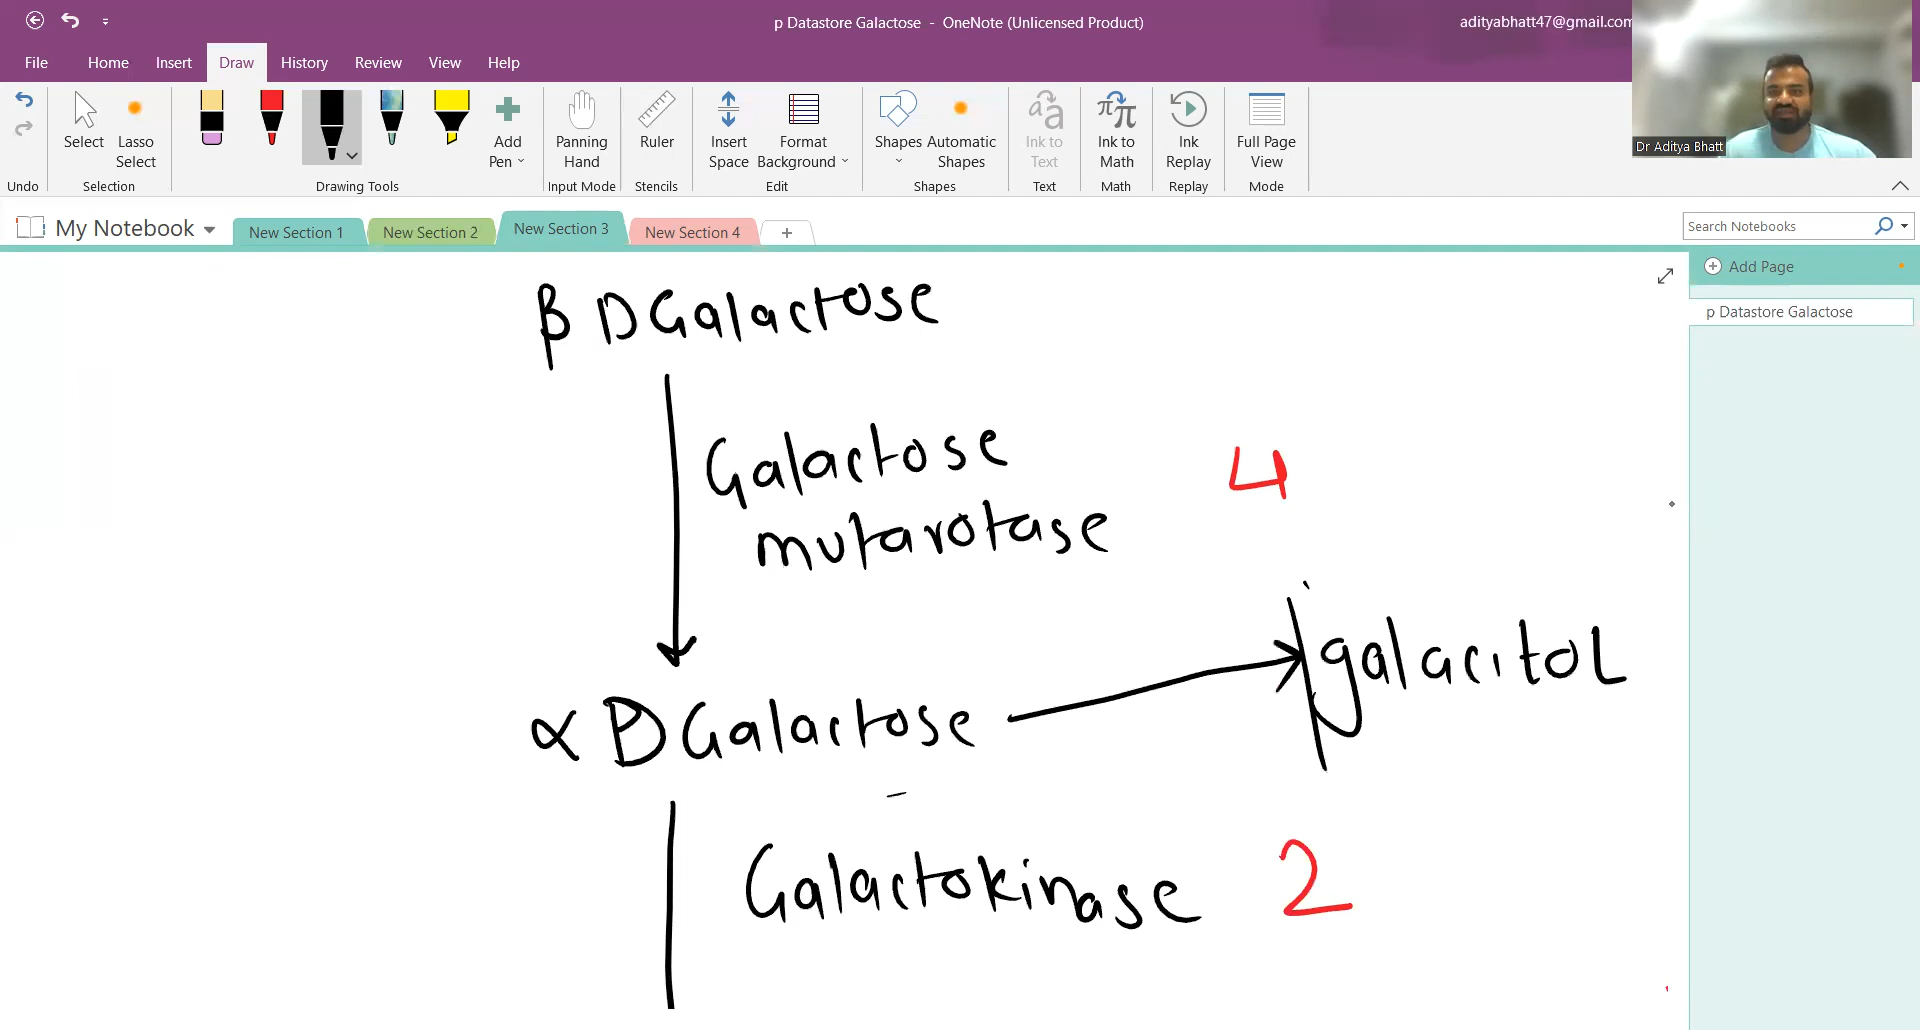 p Datastore Galactose - OneNote (Unlicensed Product)
adityabhatt47@gmail.com
File Home Insert Draw History Review View Help
Select
Lasso Select
Add Pen
Panning Hand
Ruler
Insert Space
Format Background
Shapes
Automatic Shapes
Ink to Text
Ink to Math
Ink Replay
Full Page View
Dr Aditya Bhatt
Undo Selection Drawing Tools Input Mode Stencils Edit Shapes Text Math Replay Mode
My Notebook New Section 1 New Section 2 New Section 3 New Section 4
Search Notebooks
Add Page
p Datastore Galactose
β D Galactose
Galactose 4
mutarotase
galacitol
α D Galactose
Galactokinase 2